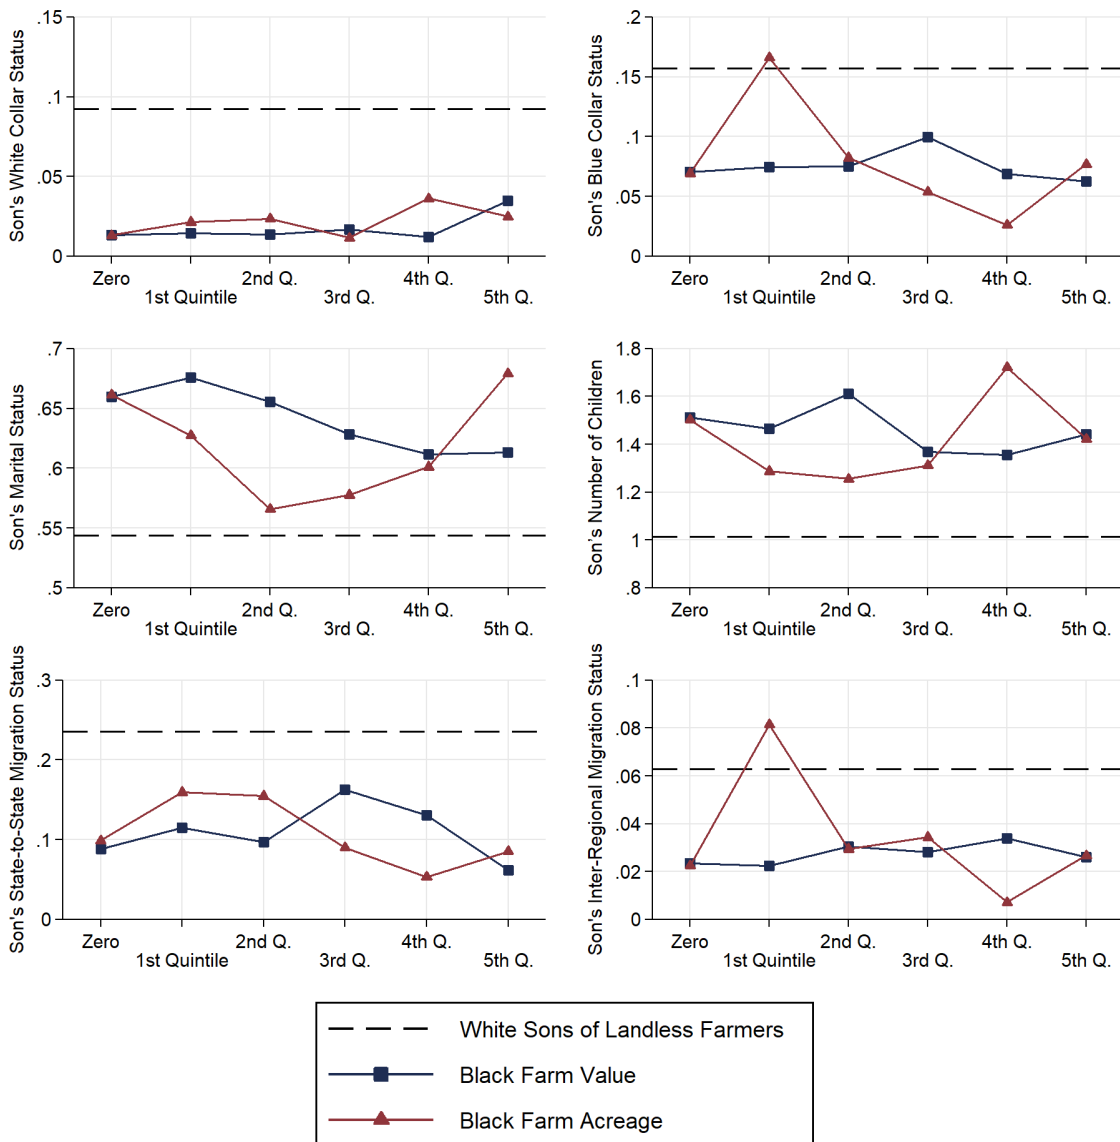 Son's White Collar Status
.15
.1
.05
0
Zero
1st Quintile
2nd Q.
3rd Q.
4th Q.
5th Q.
Son's Blue Collar Status
.2
.15
.1
.05
0
Zero
1st Quintile
2nd Q.
3rd Q.
4th Q.
5th Q.
Son's Marital Status
.7
.65
.6
.55
.5
Zero
1st Quintile
2nd Q.
3rd Q.
4th Q.
5th Q.
Son's Number of Children
1.8
1.6
1.4
1.2
1
.8
Zero
1st Quintile
2nd Q.
3rd Q.
4th Q.
5th Q.
Son's State-to-State Migration Status
.3
.2
.1
0
Zero
1st Quintile
2nd Q.
3rd Q.
4th Q.
5th Q.
Son's Inter-Regional Migration Status
.1
.08
.06
.04
.02
0
Zero
1st Quintile
2nd Q.
3rd Q.
4th Q.
5th Q.
White Sons of Landless Farmers
Black Farm Value
Black Farm Acreage